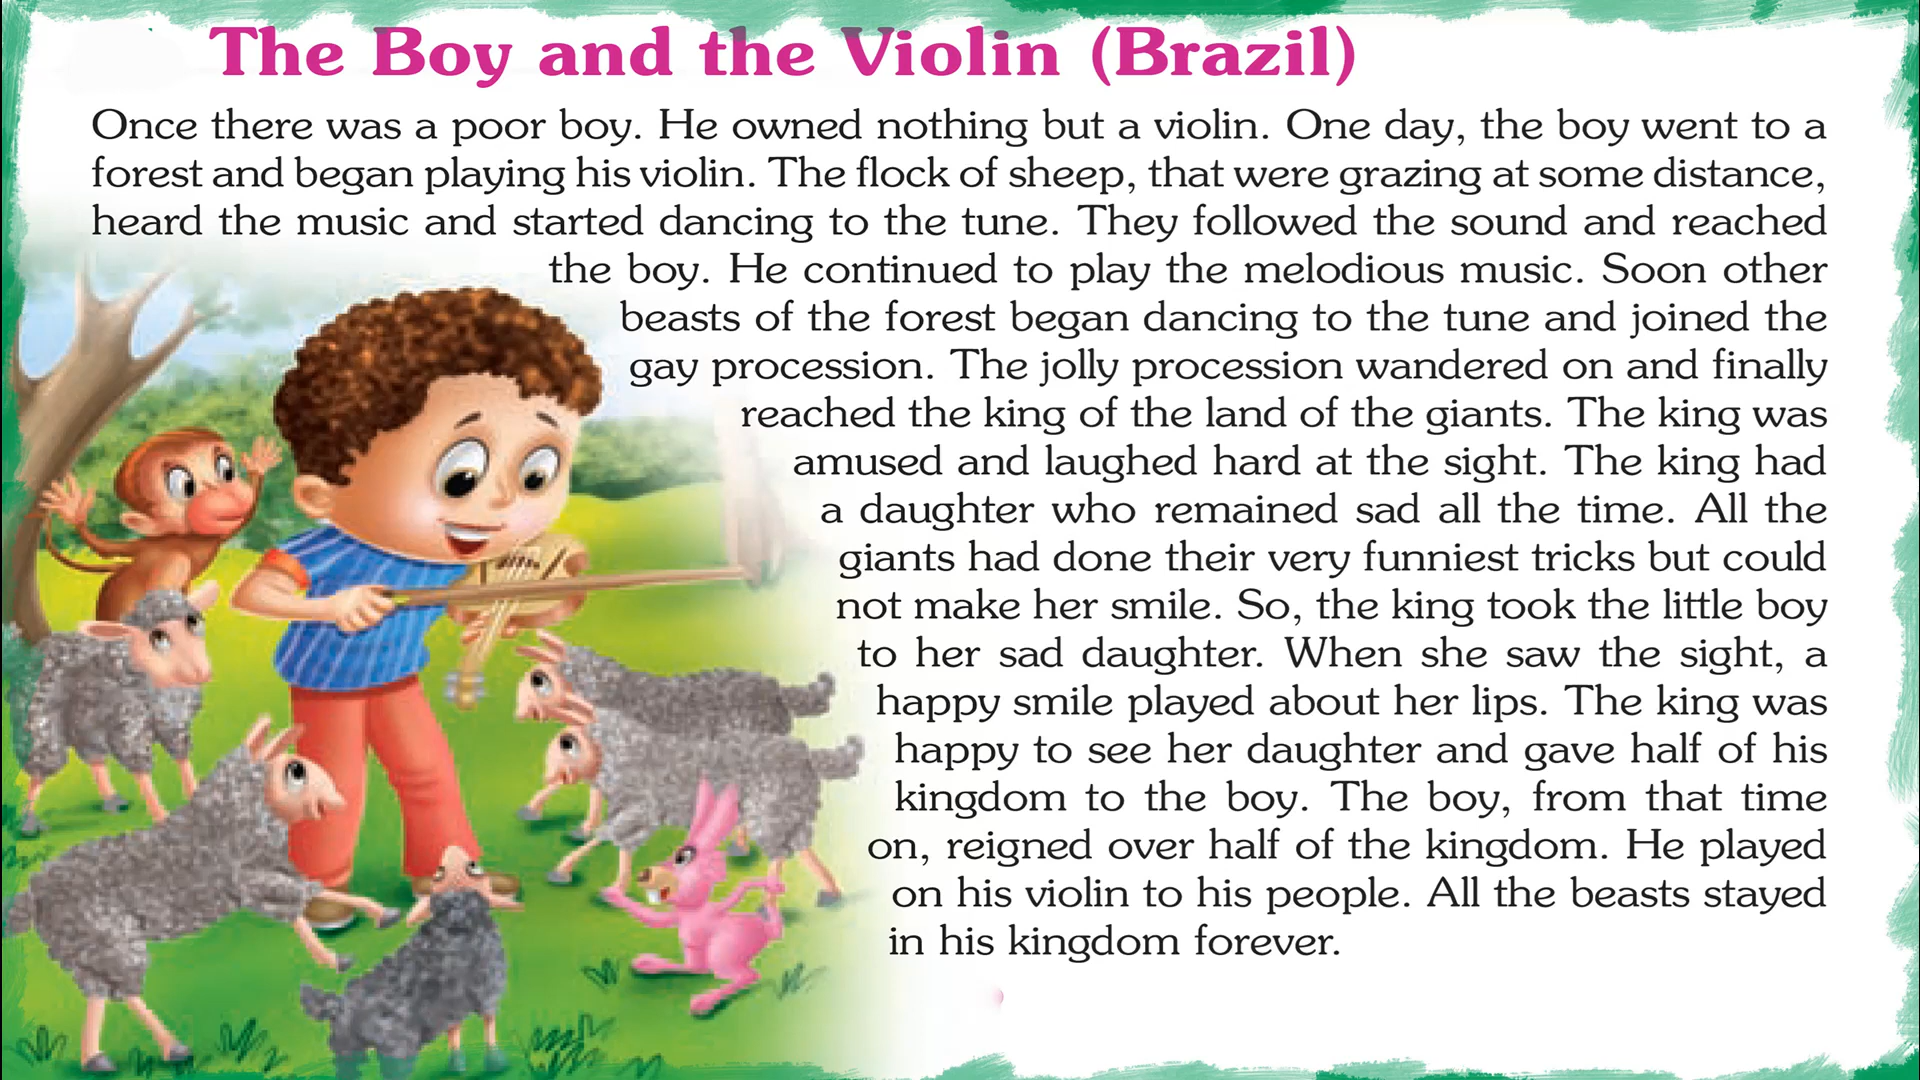 The Boy and the Violin (Brazil)
Once there was a poor boy. He owned nothing but a violin. One day, the boy went to a
forest and began playing his violin. The flock of sheep, that were grazing at some distance,
heard the music and started dancing to the tune. They followed the sound and reached
the boy. He continued to play the melodious music. Soon other
beasts of the forest began dancing to the tune and joined the
gay procession. The jolly procession wandered on and finally
reached the king of the land of the giants. The king was
amused and laughed hard at the sight. The king had
a daughter who remained sad all the time. All the
giants had done their very funniest tricks but could
not make her smile. So, the king took the little boy
to her sad daughter. When she saw the sight, a
happy smile played about her lips. The king was
happy to see her daughter and gave half of his
kingdom to the boy. The boy, from that time
on, reigned over half of the kingdom. He played
on his violin to his people. All the beasts stayed
in his kingdom forever.